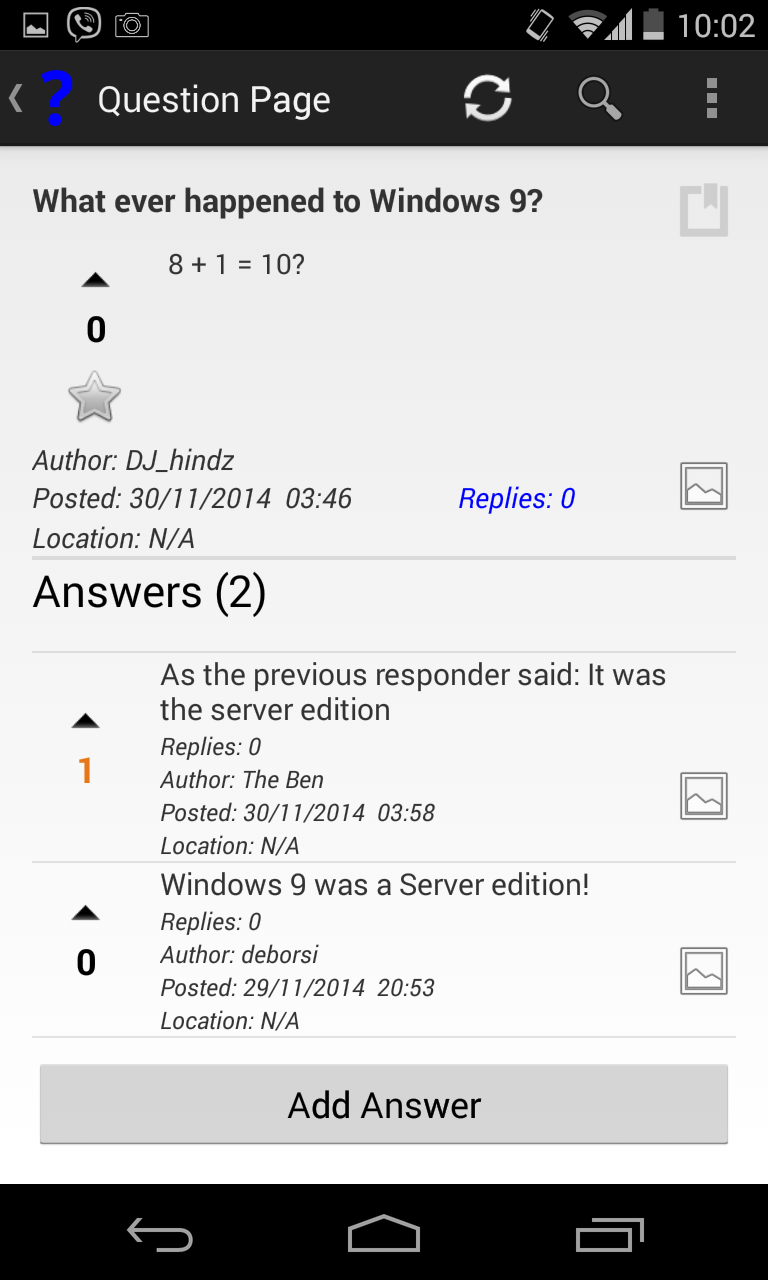 10:02
Question Page
What ever happened to Windows 9?
8 + 1 = 10?
0
Author: DJ_hindz
Posted: 30/11/2014 03:46
Replies: 0
Location: N/A
Answers (2)
As the previous responder said: It was
the server edition
1
Replies: 0
Author: The Ben
Posted: 30/11/2014 03:58
Location: N/A
Windows 9 was a Server edition!
0
Replies: 0
Author: deborsi
Posted: 29/11/2014 20:53
Location: N/A
Add Answer